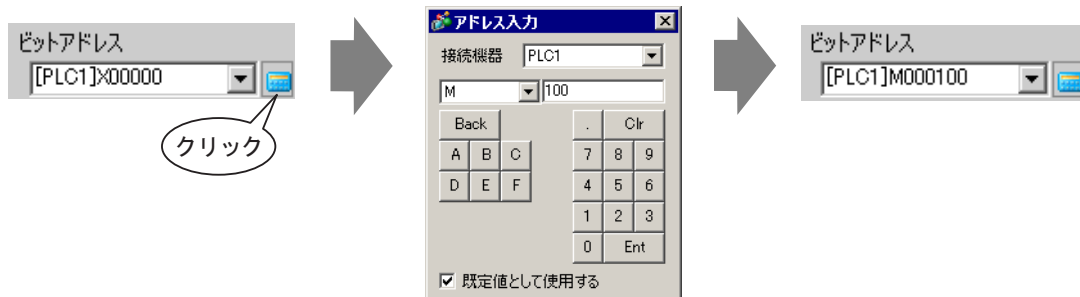 ビットアドレス
[PLC1]X00000
クリック
アドレス入力
接続機器 PLC1
M 100
Back . Clr
A B C 7 8 9
D E F 4 5 6
1 2 3
0 Ent
既定値として使用する
ビットアドレス
[PLC1]M000100